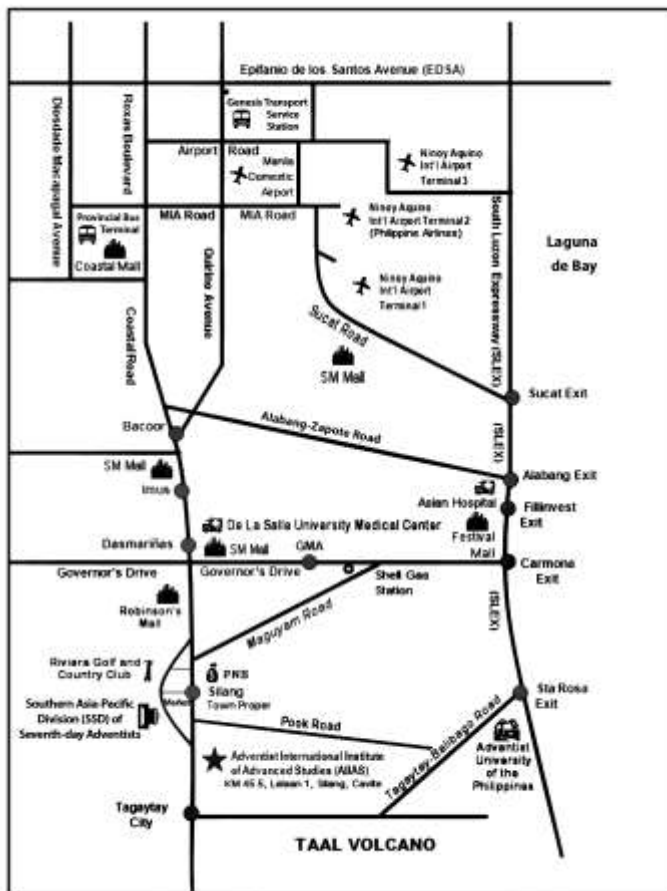 Epifanio de los Santos Avenue (EDSA)
Diosdado Macapagal Avenue
Roxas Boulevard
Genesis Transport
Service
Station
Airport Road
Manila
Domestic
Airport
Ninoy Aquino
Int'l Airport
Terminal 3
MIA Road
MIA Road
Ninoy Aquino
Int'l Airport Terminal 2
(Philippine Airlines)
South Luzon Expressway (SLEX)
Laguna
de Bay
Provincial Bus
Terminal
Coastal Mall
Quirino Avenue
Ninoy Aquino
Int'l Airport
Terminal 1
Coastal Road
Sucat Road
SM Mall
Sucat Exit
Bacoor
Alabang-Zapote Road
(SLEX)
SM Mall
Imus
Alabang Exit
Asian Hospital
Filinvest
Exit
Festival
Mall
De La Salle University Medical Center
Dasmariñas
SM Mall
GMA
Carmona
Exit
Governor's Drive
Governor's Drive
Shell Gas
Station
(SLEX)
Robinson's
Mall
Maguyam Road
Riviera Golf and
Country Club
PNB
Silang
Town Proper
Sta Rosa
Exit
Southern Asia-Pacific
Division (SSD) of
Seventh-day Adventists
Pook Road
Tagaytay-Balibago Road
Adventist International Institute
of Advanced Studies (AIIAS)
KM 45.5, Lalaan 1, Silang, Cavite
Adventist
University
of the
Philippines
Tagaytay
City
TAAL VOLCANO